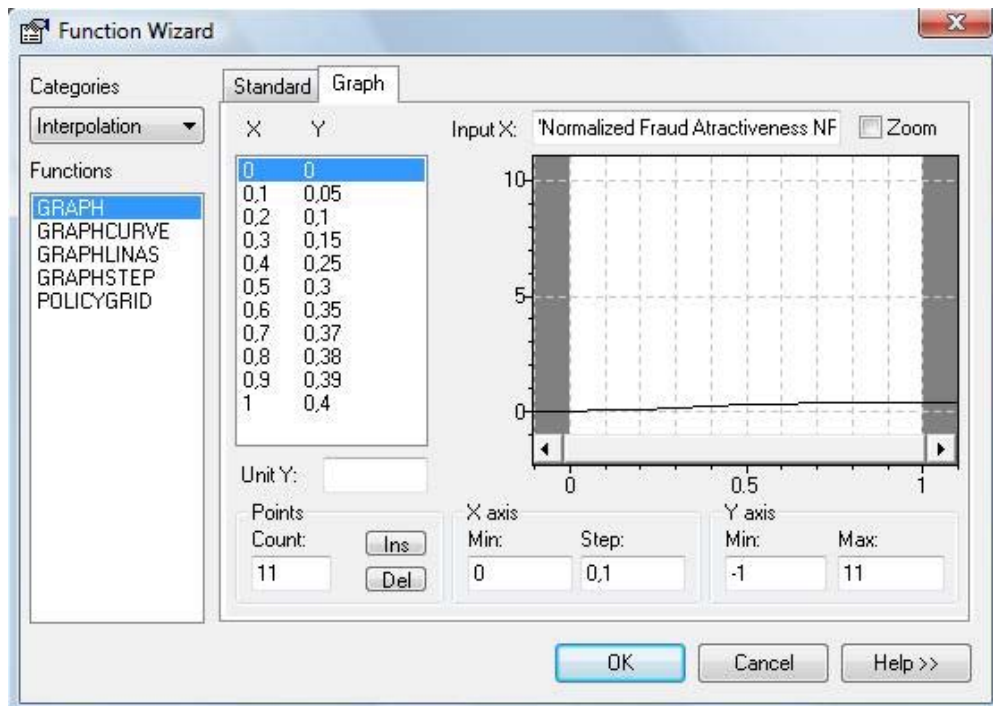 Function Wizard
Categories
Interpolation
Functions
GRAPH
GRAPHCURVE
GRAPHLINAS
GRAPHSTEP
POLICYGRID
Standard
Graph
X Y
0 0
0,1 0,05
0,2 0,1
0,3 0,15
0,4 0,25
0,5 0,3
0,6 0,35
0,7 0,37
0,8 0,38
0,9 0,39
1 0,4
Unit Y:
Input X: 'Normalized Fraud Atractiveness NF
Zoom
10
5
0
0 0.5 1
Points
Count:
11
Ins
Del
X axis
Min: Step:
0 0,1
Y axis
Min: Max:
-1 11
OK
Cancel
Help >>